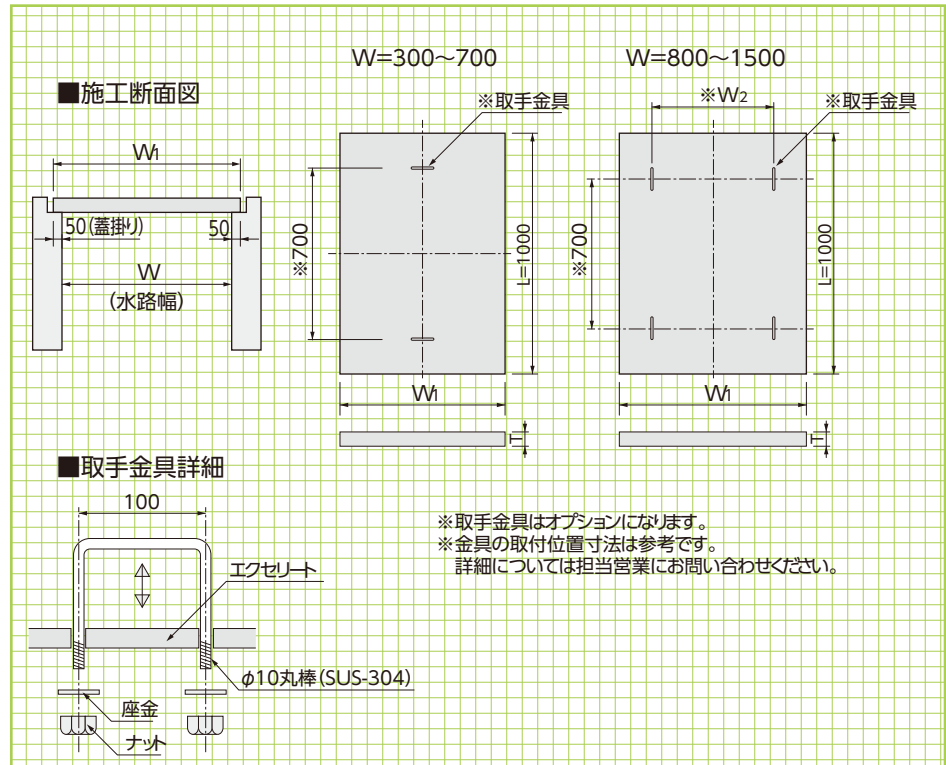 ■施工断面図
W1
50(蓋掛り)
50
W
(水路幅)
W=300～700
※取手金具
※700
L=1000
W1
T
W=800～1500
※W2
※取手金具
※700
L=1000
W1
T
■取手金具詳細
100
エクセリート
φ10丸棒(SUS-304)
座金
ナット
※取手金具はオプションになります。
※金具の取付位置寸法は参考です。
詳細については担当営業にお問い合わせください。